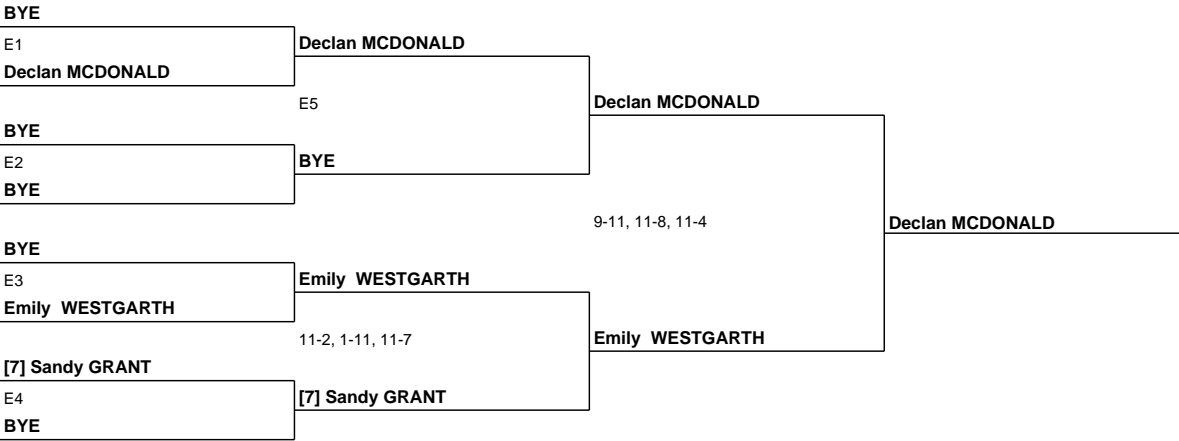 BYE
E1
Declan MCDONALD
Declan MCDONALD
E5
BYE
E2
BYE
BYE
Declan MCDONALD
9-11, 11-8, 11-4
BYE
E3
Emily  WESTGARTH
Emily  WESTGARTH
11-2, 1-11, 11-7
[7] Sandy GRANT
E4
BYE
[7] Sandy GRANT
Emily  WESTGARTH
Declan MCDONALD